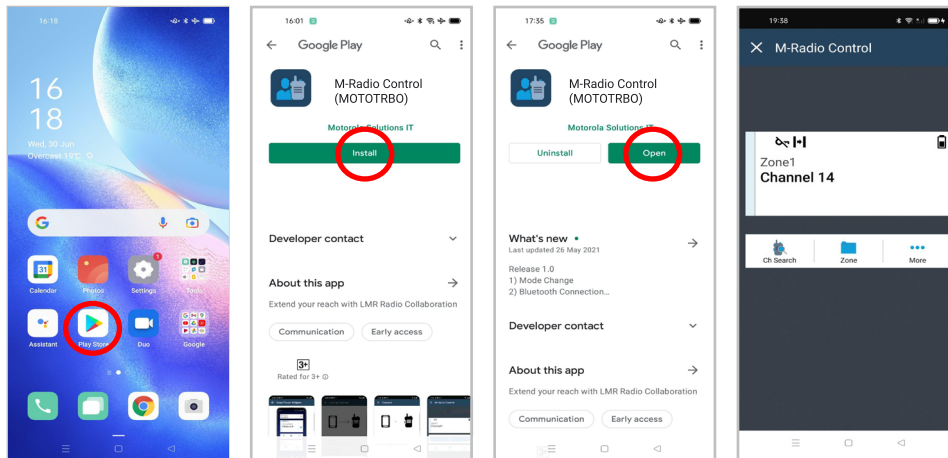 16:18
16
18
Wed, 30 Jun
Overcast 19°C
G
31
Calendar
Photos
Settings
Tools
Assistant
Play Store
Duo
Google
16:01
Google Play
M-Radio Control
(MOTOTRBO)
Motorola Solutions IT
Install
Developer contact
About this app
Extend your reach with LMR Radio Collaboration
Communication
Early access
3+
Rated for 3+
17:35
Google Play
M-Radio Control
(MOTOTRBO)
Motorola Solutions IT
Uninstall
Open
What's new
Last updated 26 May 2021
Release 1.0
1) Mode Change
2) Bluetooth Connection...
Developer contact
About this app
Extend your reach with LMR Radio Collaboration
Communication
Early access
19:38
M-Radio Control
Zone1
Channel 14
Ch Search
Zone
More